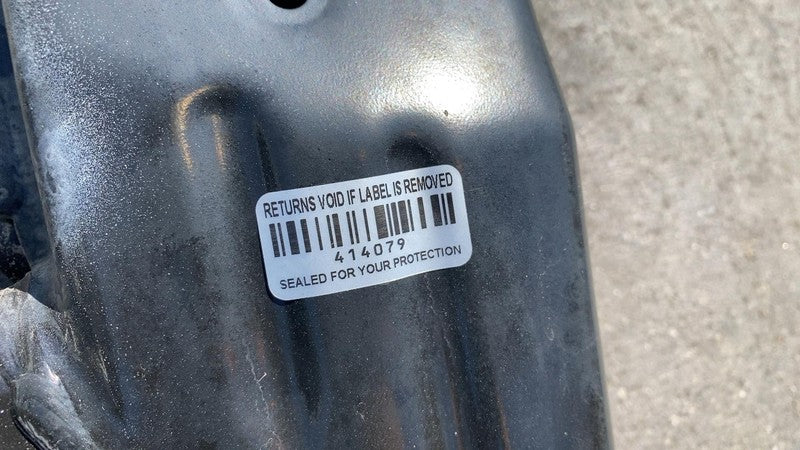 RETURNS VOID IF LABEL IS REMOVED
414079
SEALED FOR YOUR PROTECTION